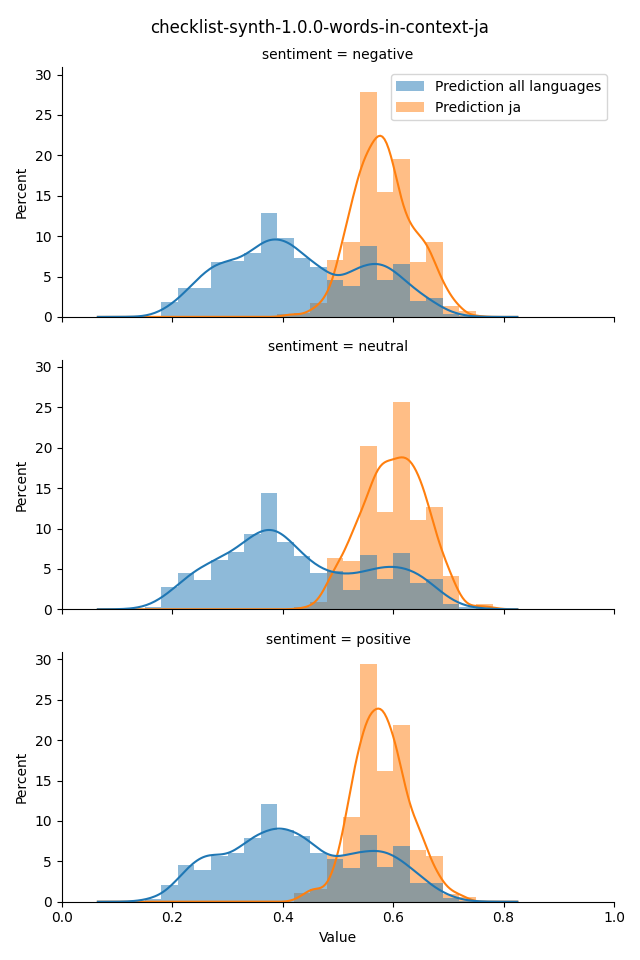 checklist-synth-1.0.0-words-in-context-ja
sentiment = negative
30
25
20
15
10
5
0
Percent
Prediction all languages
Prediction ja
sentiment = neutral
30
25
20
15
10
5
0
Percent
sentiment = positive
30
25
20
15
10
5
0
Percent
0.0 0.2 0.4 0.6 0.8 1.0
Value